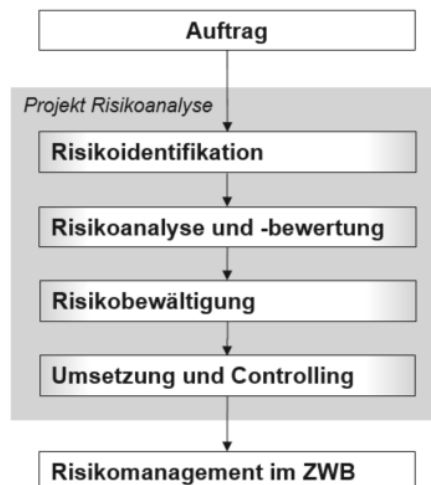 Auftrag
Projekt Risikoanalyse
Risikoidentifikation
Risikoanalyse und -bewertung
Risikobewältigung
Umsetzung und Controlling
Risikomanagement im ZWB